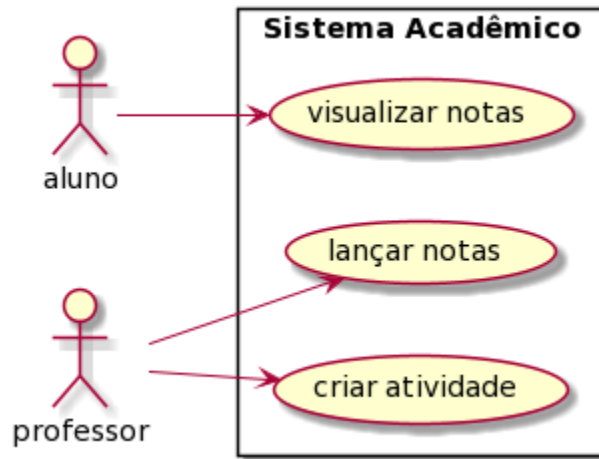 Sistema Acadêmico
visualizar notas
aluno
lançar notas
criar atividade
professor